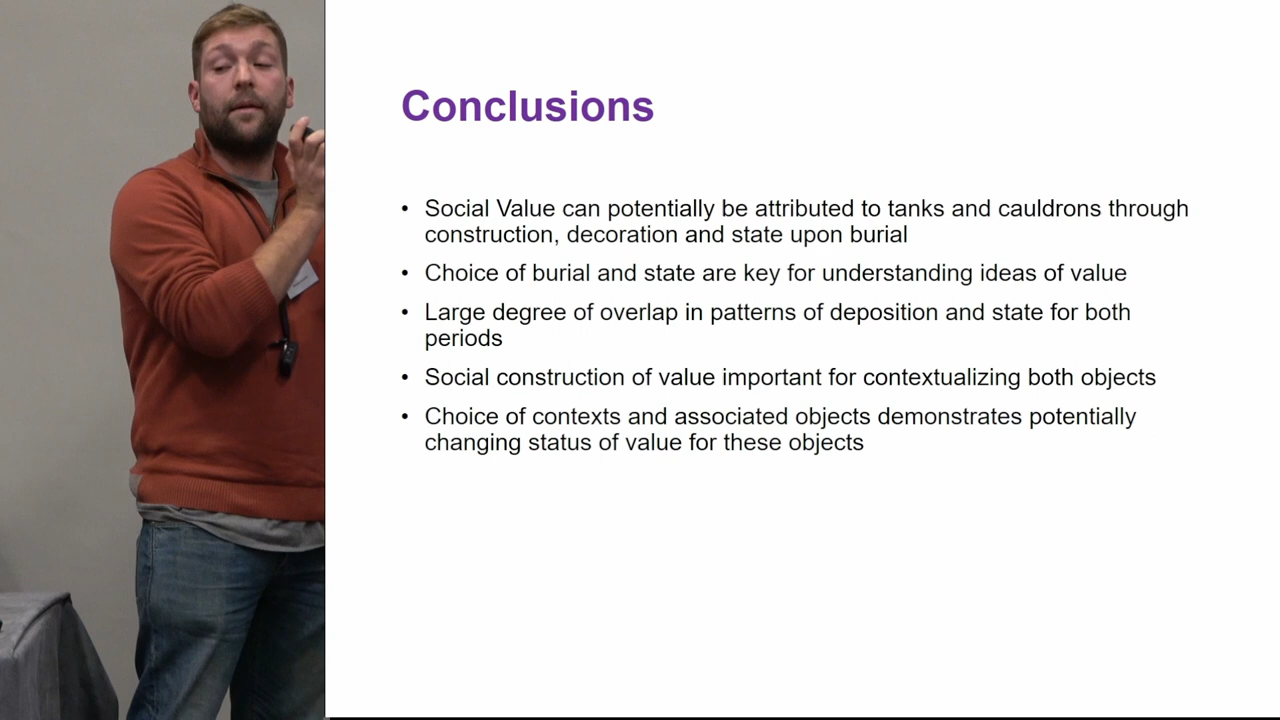 Conclusions
• Social Value can potentially be attributed to tanks and cauldrons through
construction, decoration and state upon burial
• Choice of burial and state are key for understanding ideas of value
• Large degree of overlap in patterns of deposition and state for both
periods
• Social construction of value important for contextualizing both objects
• Choice of contexts and associated objects demonstrates potentially
changing status of value for these objects